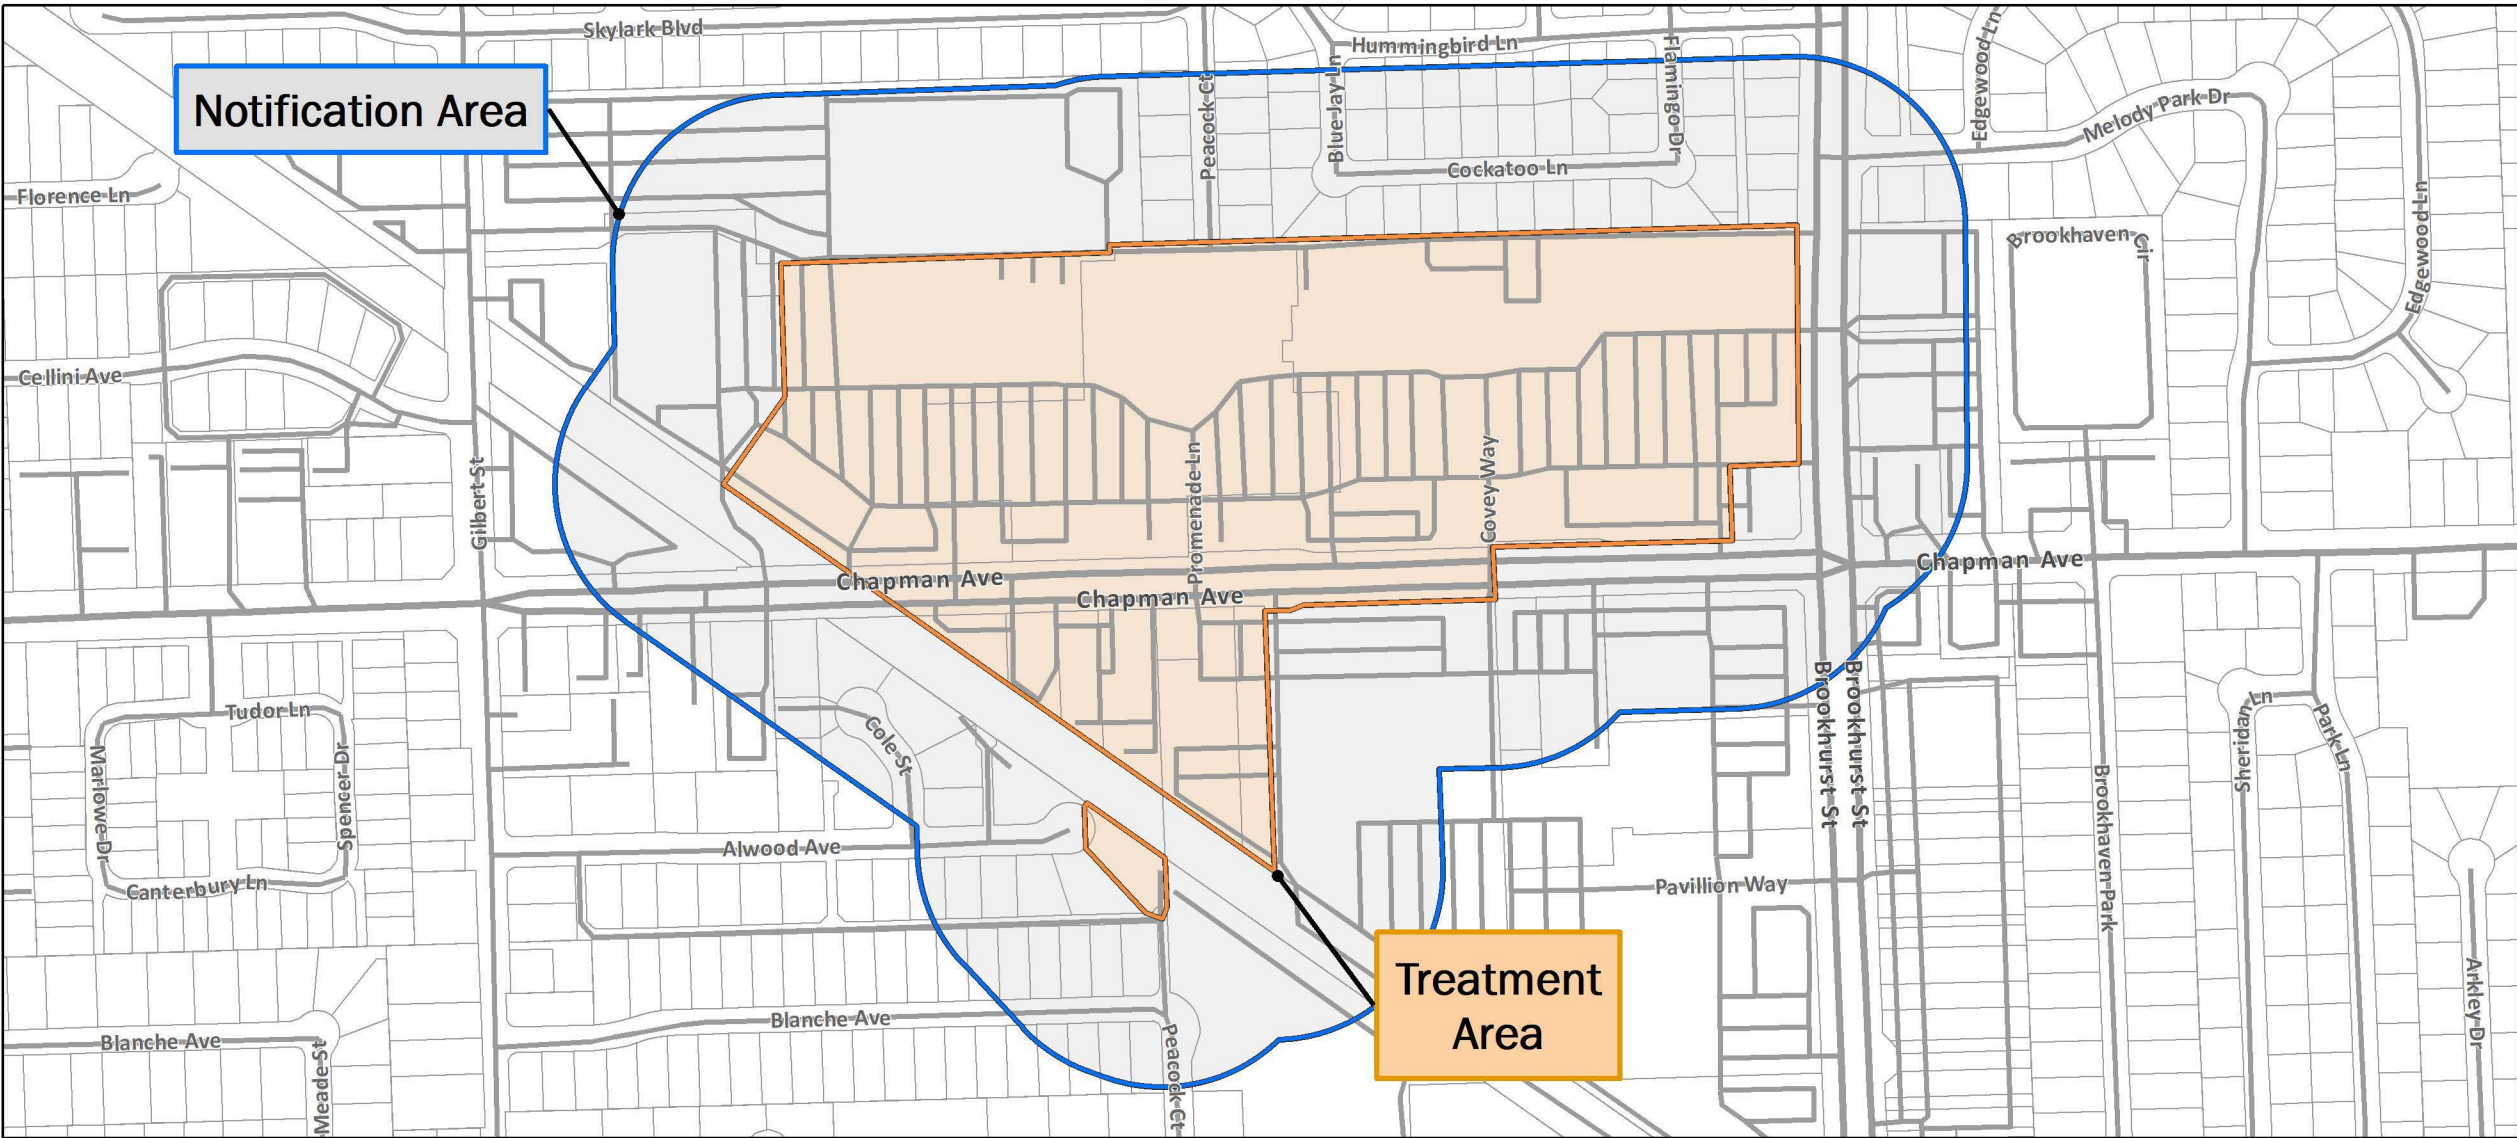 Skylark Blvd
Hummingbird Ln
Edgewood Ln
Notification Area
Peacock Ct
Blue Jay Ln
Flamingo Dr
Melody Park Dr
Cockatoo Ln
Florence Ln
Edgewood Ln
Brookhaven Cir
Cellini Ave
Gilbert St
Promenade Ln
Covey Way
Chapman Ave
Chapman Ave
Chapman Ave
Tudor Ln
Marlowe Dr
Spencer Dr
Cole St
Brookhurst St
Brookhurst St
Sheridan Ln
Park Ln
Brookhaven Park
Alwood Ave
Canterbury Ln
Pavillion Way
Treatment
Area
Arkley Dr
Blanche Ave
Blanche Ave
Meade St
Peacock Ct